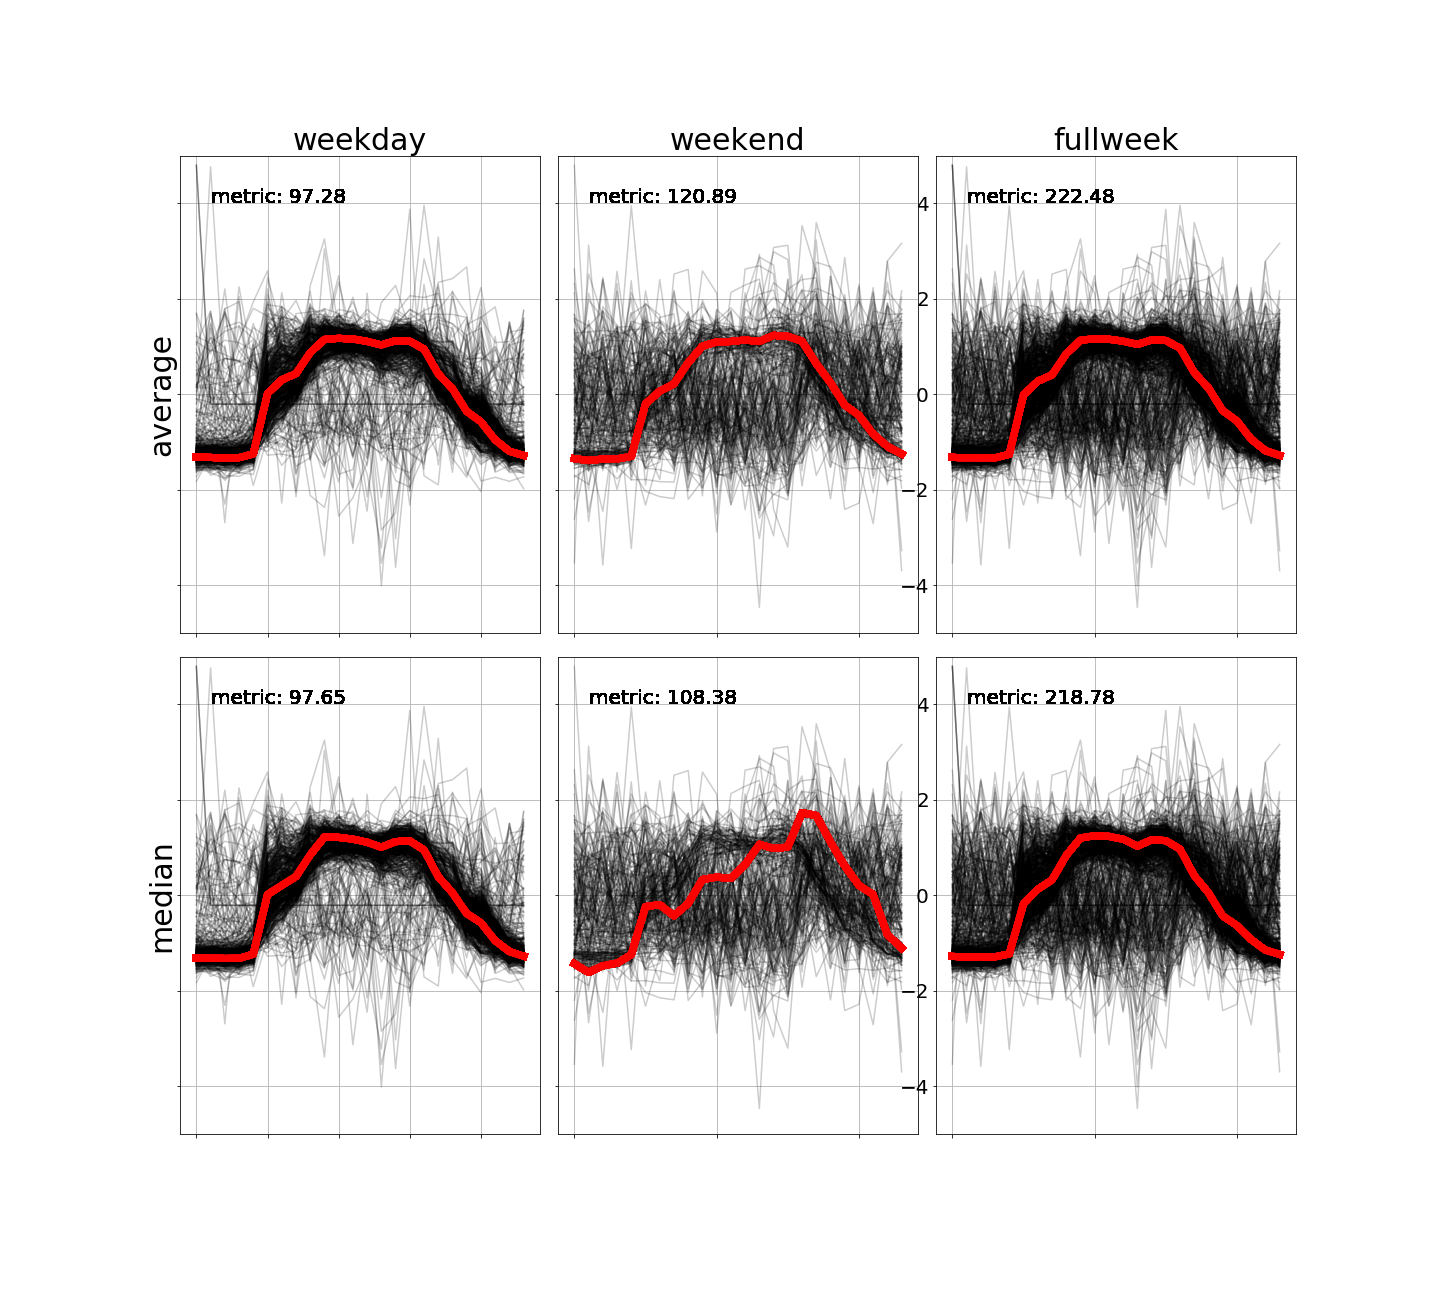 weekday
weekend
fullweek
average
metric: 97.28
metric: 120.89
metric: 222.48
4
2
0
−2
−4
median
metric: 97.65
metric: 108.38
metric: 218.78
4
2
0
−2
−4